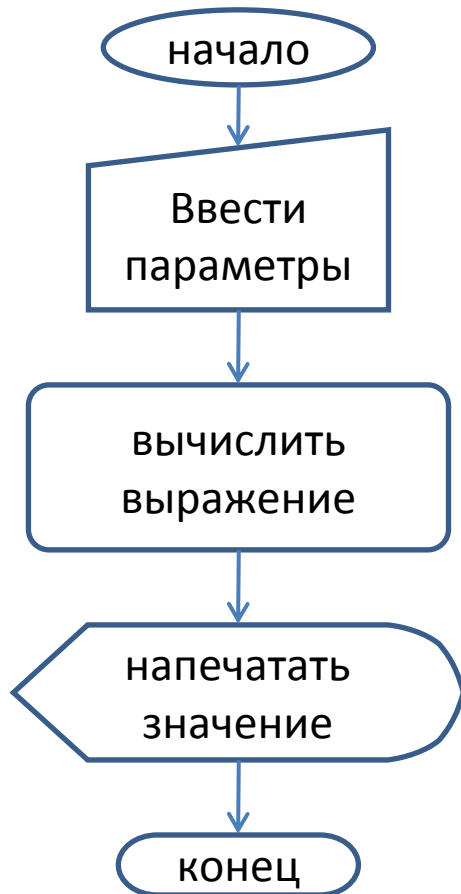 начало
Ввести
параметры
вычислить
выражение
напечатать
значение
конец